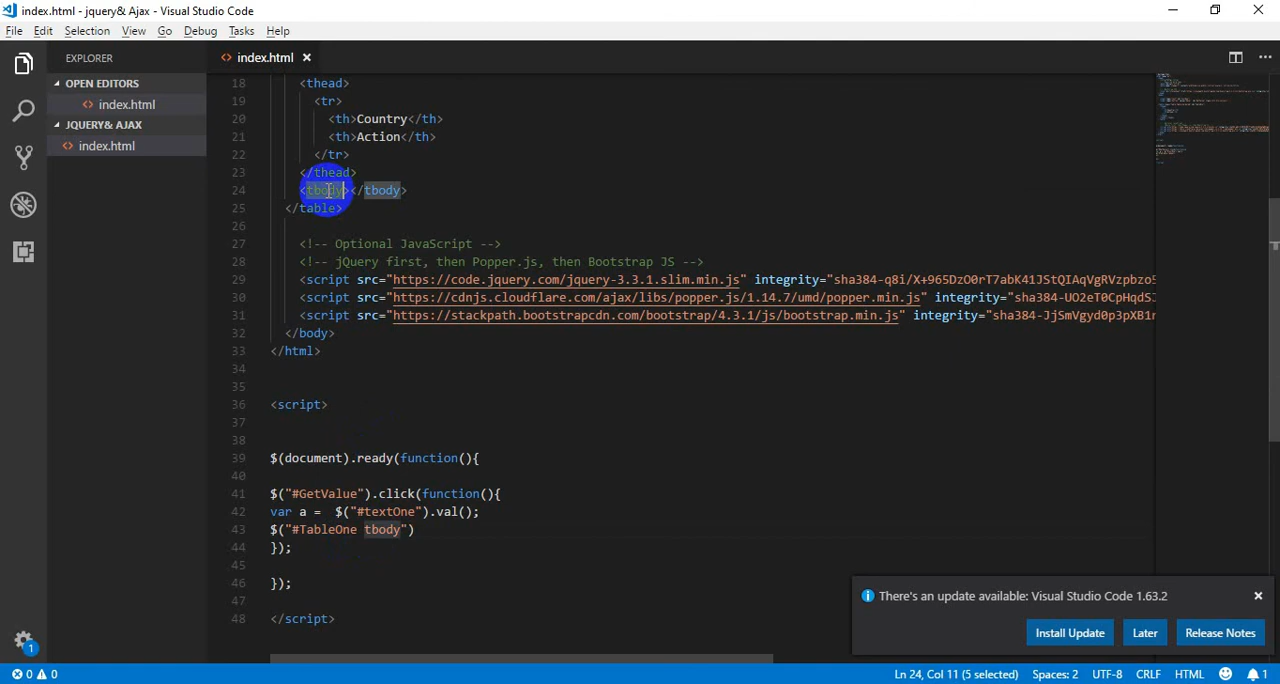 index.html - jquery& Ajax - Visual Studio Code
File Edit Selection View Go Debug Tasks Help
EXPLORER
index.html
OPEN EDITORS
index.html
JQUERY& AJAX
index.html
18 <thead>
19 <tr>
20 <th>Country</th>
21 <th>Action</th>
22 </tr>
23 </thead>
24 <tbody></tbody>
25 </table>
26
27 <!-- Optional JavaScript -->
28 <!-- jQuery first, then Popper.js, then Bootstrap JS -->
29 <script src="https://code.jquery.com/jquery-3.3.1.slim.min.js" integrity="sha384-q8i/X+965DzO0rT7abK41JStQIAqVgRVzpbzo5
30 <script src="https://cdnjs.cloudflare.com/ajax/libs/popper.js/1.14.7/umd/popper.min.js" integrity="sha384-UO2eT0CpHqdSJ
31 <script src="https://stackpath.bootstrapcdn.com/bootstrap/4.3.1/js/bootstrap.min.js" integrity="sha384-JjSmVgyd0p3pXB1r
32 </body>
33 </html>
34
35
36 <script>
37
38
39 $(document).ready(function(){
40
41 $("#GetValue").click(function(){
42 var a =  $("#textOne").val();
43 $("#TableOne tbody")
44 });
45
46 });
47
48 </script>
There's an update available: Visual Studio Code 1.63.2
Install Update Later Release Notes
1
0 0 Ln 24, Col 11 (5 selected) Spaces: 2 UTF-8 CRLF HTML 1